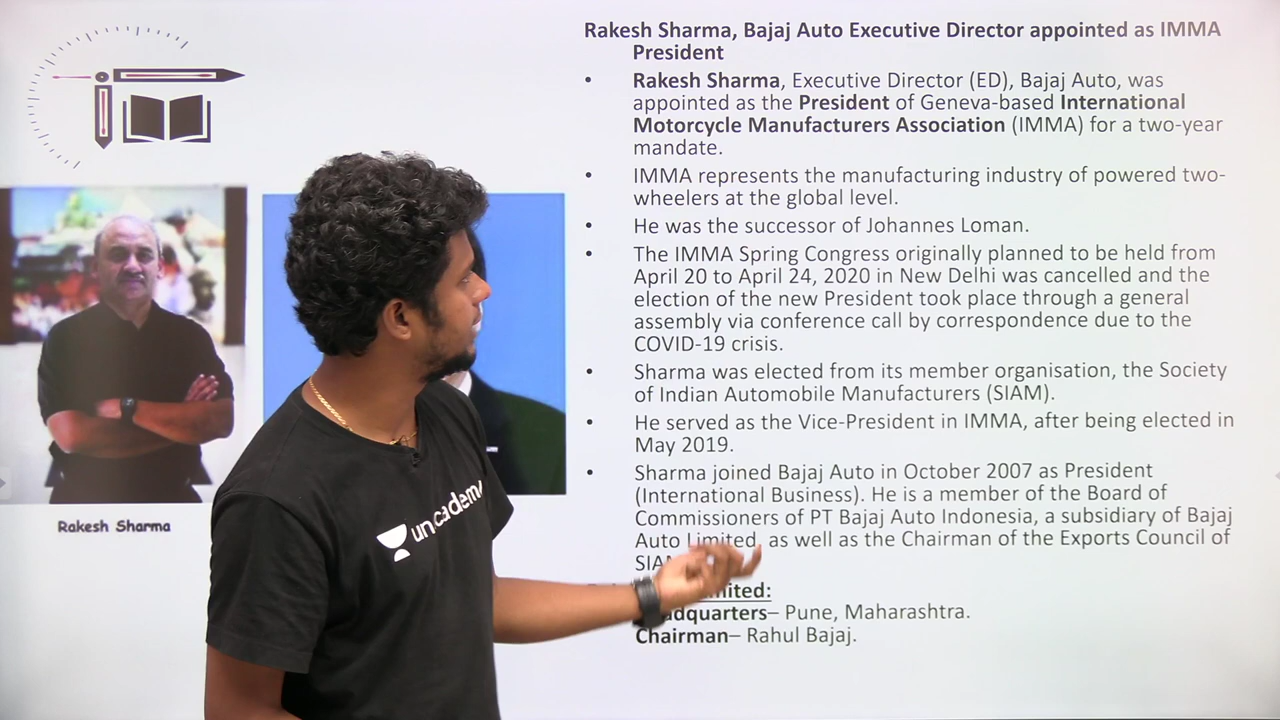 Rakesh Sharma, Bajaj Auto Executive Director appointed as IMMA
President
• Rakesh Sharma, Executive Director (ED), Bajaj Auto, was
appointed as the President of Geneva-based International
Motorcycle Manufacturers Association (IMMA) for a two-year
mandate.
• IMMA represents the manufacturing industry of powered two-
wheelers at the global level.
• He was the successor of Johannes Loman.
• The IMMA Spring Congress originally planned to be held from
April 20 to April 24, 2020 in New Delhi was cancelled and the
election of the new President took place through a general
assembly via conference call by correspondence due to the
COVID-19 crisis.
• Sharma was elected from its member organisation, the Society
of Indian Automobile Manufacturers (SIAM).
• He served as the Vice-President in IMMA, after being elected in
May 2019.
• Sharma joined Bajaj Auto in October 2007 as President
(International Business). He is a member of the Board of
Commissioners of PT Bajaj Auto Indonesia, a subsidiary of Bajaj
Auto Limited, as well as the Chairman of the Exports Council of
SIA
mited:
adquarters– Pune, Maharashtra.
Chairman– Rahul Bajaj.
Rakesh Sharma
unacademy